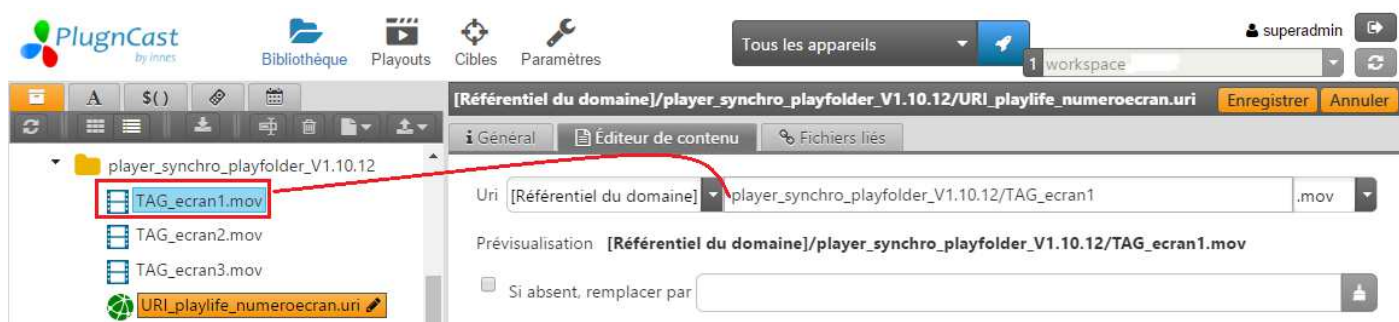 PlugnCast
by innes
Bibliothèque
Playouts
Cibles
Paramètres
Tous les appareils
superadmin
1 workspace
A
$()
[Référentiel du domaine]/player_synchro_playfolder_V1.10.12/URI_playlife_numeroecran.uri
Enregistrer
Annuler
i Général
Éditeur de contenu
Fichiers liés
player_synchro_playfolder_V1.10.12
TAG_ecran1.mov
TAG_ecran2.mov
TAG_ecran3.mov
URI_playlife_numeroecran.uri
Uri [Référentiel du domaine] player_synchro_playfolder_V1.10.12/TAG_ecran1 .mov
Prévisualisation [Référentiel du domaine]/player_synchro_playfolder_V1.10.12/TAG_ecran1.mov
Si absent, remplacer par